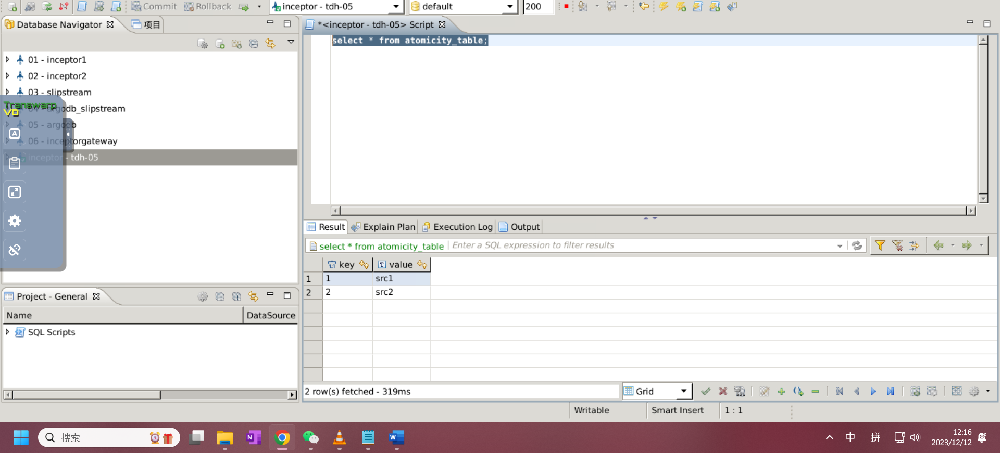 Commit Rollback inceptor - tdh-05 default 200
Database Navigator 项目
*<inceptor - tdh-05> Script
select * from atomicity_table;
01 - inceptor1
02 - inceptor2
03 - slipstream
Transwarp
VD
04 - argodb_slipstream
05 - argodb
06 - inceptorgateway
inceptor - tdh-05
Result Explain Plan Execution Log Output
select * from atomicity_table Enter a SQL expression to filter results
key value
1 1 src1
2 2 src2
Project - General
Name DataSource
SQL Scripts
2 row(s) fetched - 319ms Grid
Writable Smart Insert 1 : 1
搜索
中 拼
12:16
2023/12/12